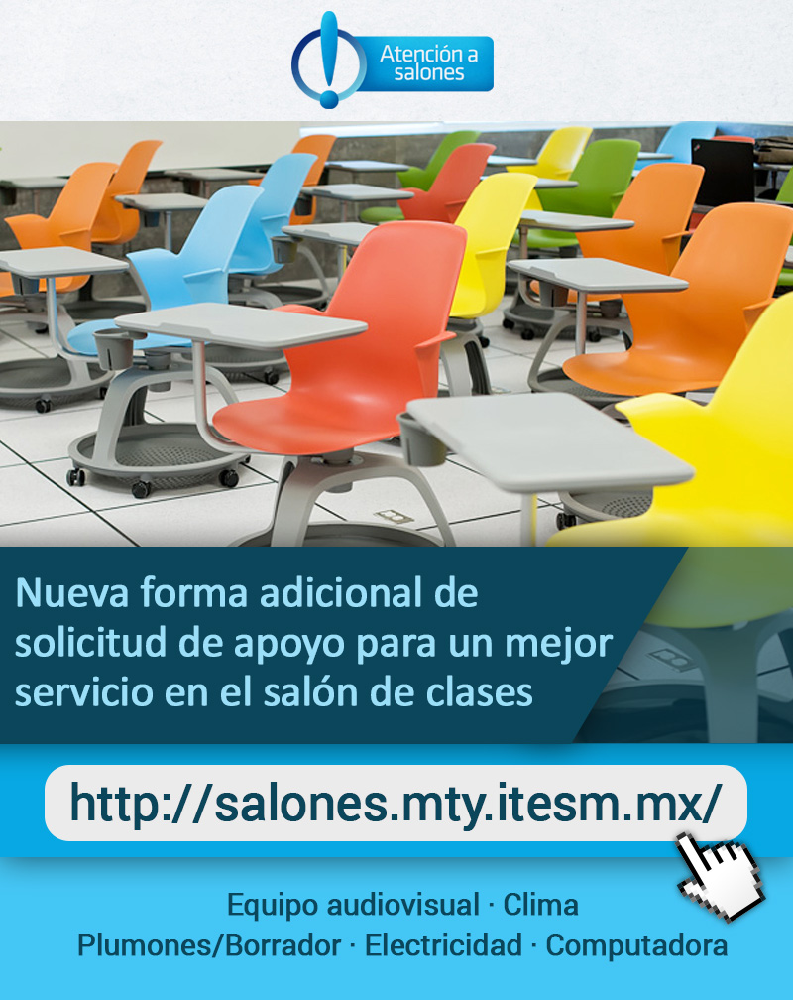 Atención a
salones
Nueva forma adicional de
solicitud de apoyo para un mejor
servicio en el salón de clases
http://salones.mty.itesm.mx/
Equipo audiovisual · Clima
Plumones/Borrador · Electricidad · Computadora